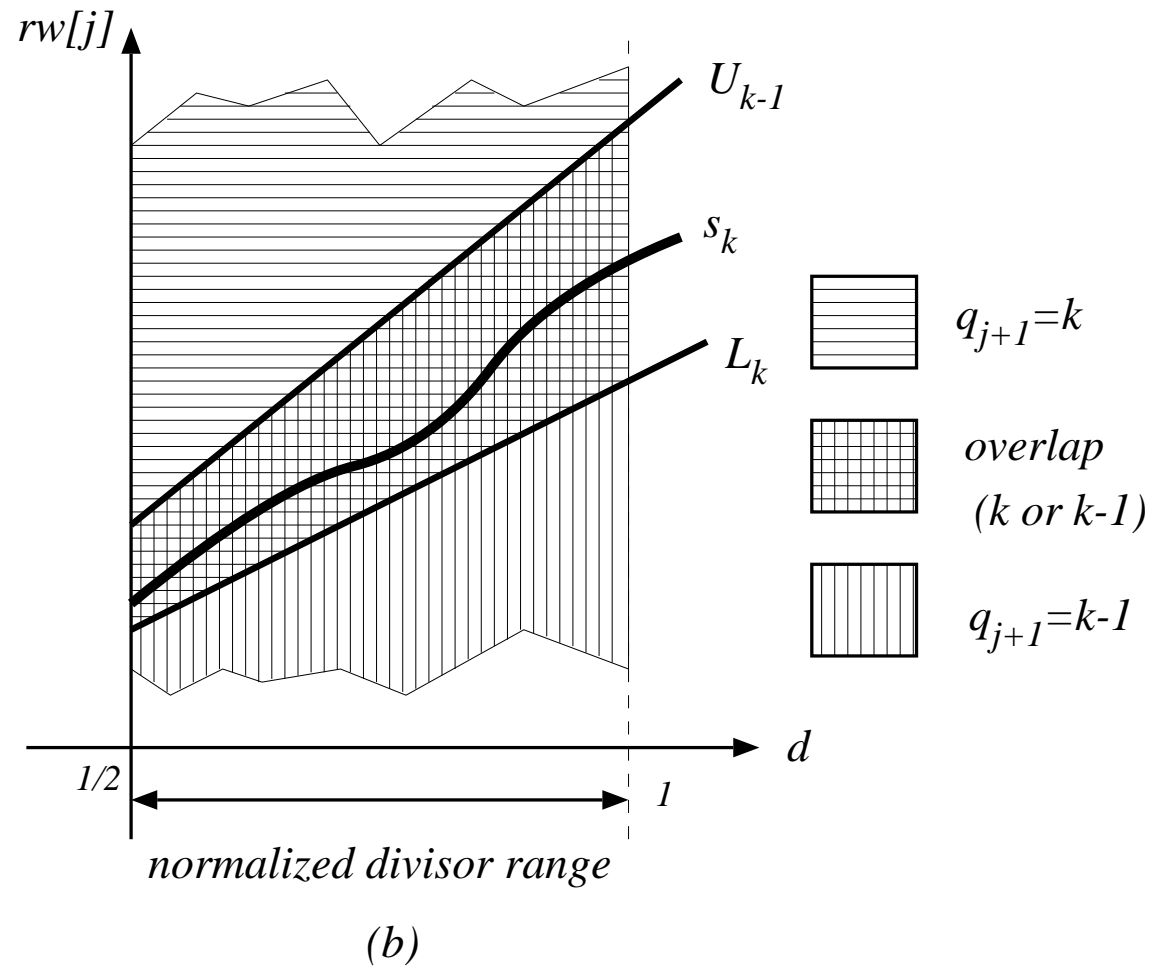 rw[j]
U_{k-1}
s_k
L_k
q_{j+1}=k
overlap
(k or k-1)
q_{j+1}=k-1
d
1/2
1
normalized divisor range
(b)